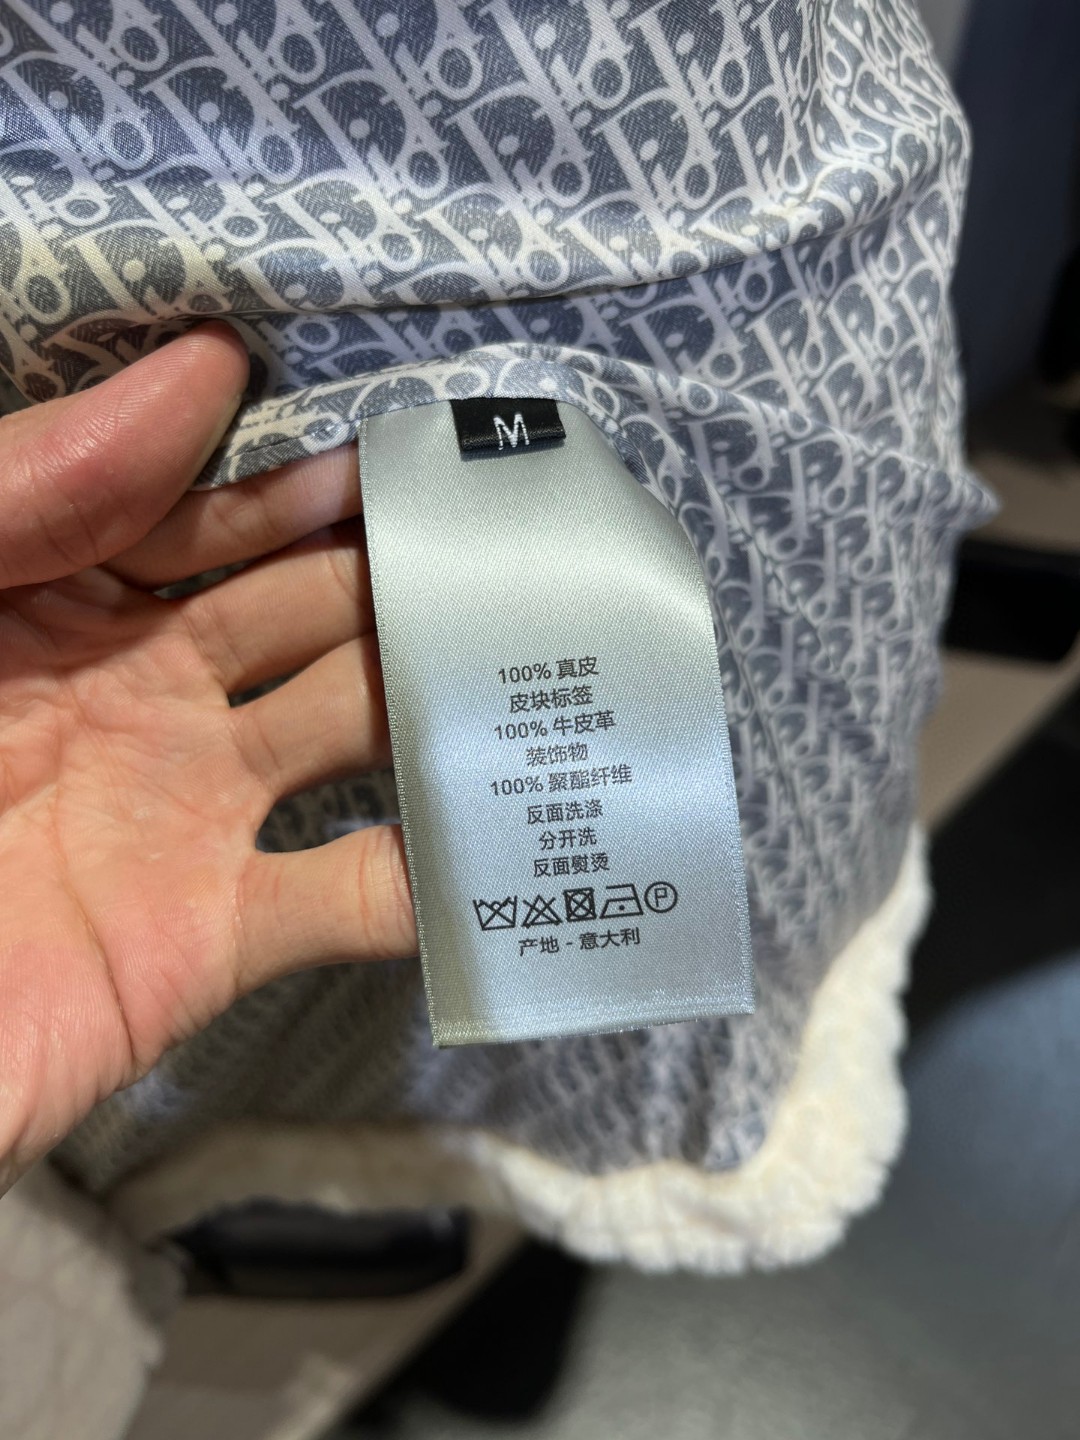 M
100% 真皮
皮块标签
100% 牛皮革
装饰物
100% 聚酯纤维
反面洗涤
分开洗
反面熨烫
P
产地 - 意大利